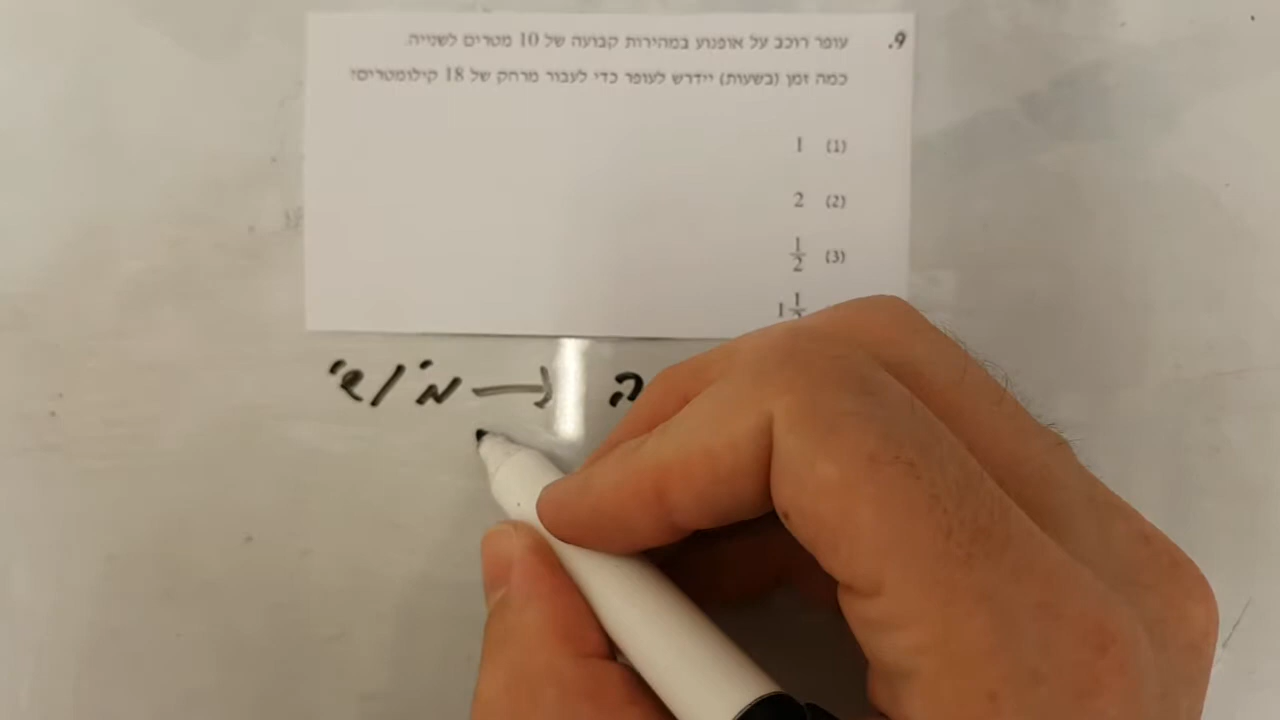 9. עופר רוכב על אופנוע במהירות קבועה של 10 מטרים לשנייה.
כמה זמן (בשעות) יידרש לעופר כדי לעבור מרחק של 18 קילומטרים?
(1) 1
(2) 2
(3) 1/2
ה ← מ'/ש'